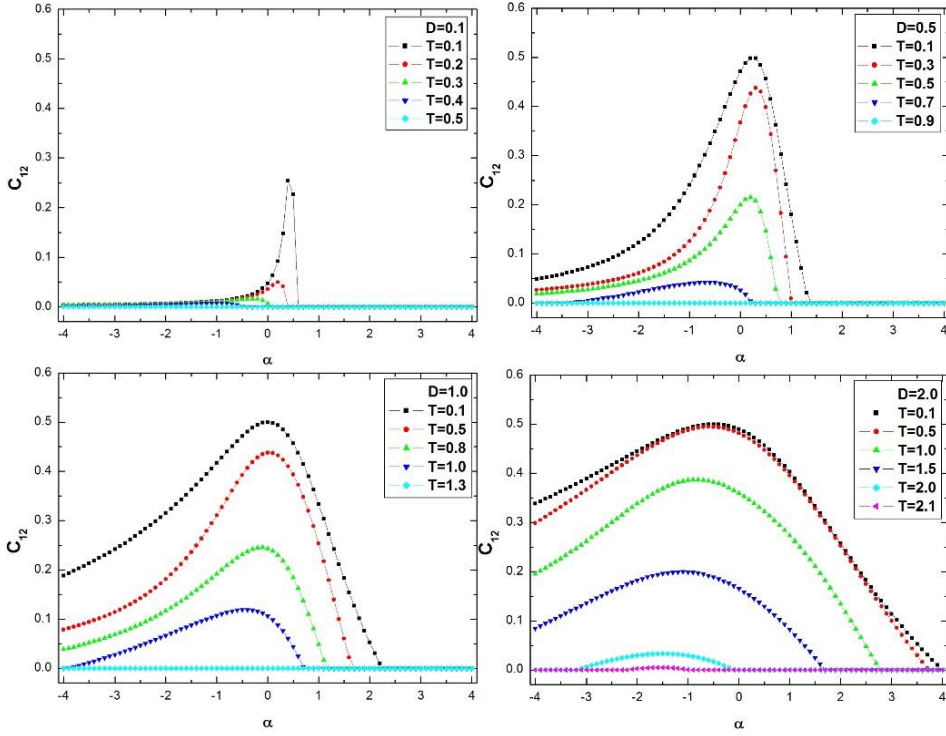 0.6
0.5
0.4
0.3
0.2
0.1
0.0
C12
-4 -3 -2 -1 0 1 2 3 4
α
D=0.1
T=0.1
T=0.2
T=0.3
T=0.4
T=0.5
0.6
0.5
0.4
0.3
0.2
0.1
0.0
C12
-4 -3 -2 -1 0 1 2 3 4
α
D=0.5
T=0.1
T=0.3
T=0.5
T=0.7
T=0.9
0.6
0.5
0.4
0.3
0.2
0.1
0.0
C12
-4 -3 -2 -1 0 1 2 3 4
α
D=1.0
T=0.1
T=0.5
T=0.8
T=1.0
T=1.3
0.6
0.5
0.4
0.3
0.2
0.1
0.0
C12
-4 -3 -2 -1 0 1 2 3 4
α
D=2.0
T=0.1
T=0.5
T=1.0
T=1.5
T=2.0
T=2.1